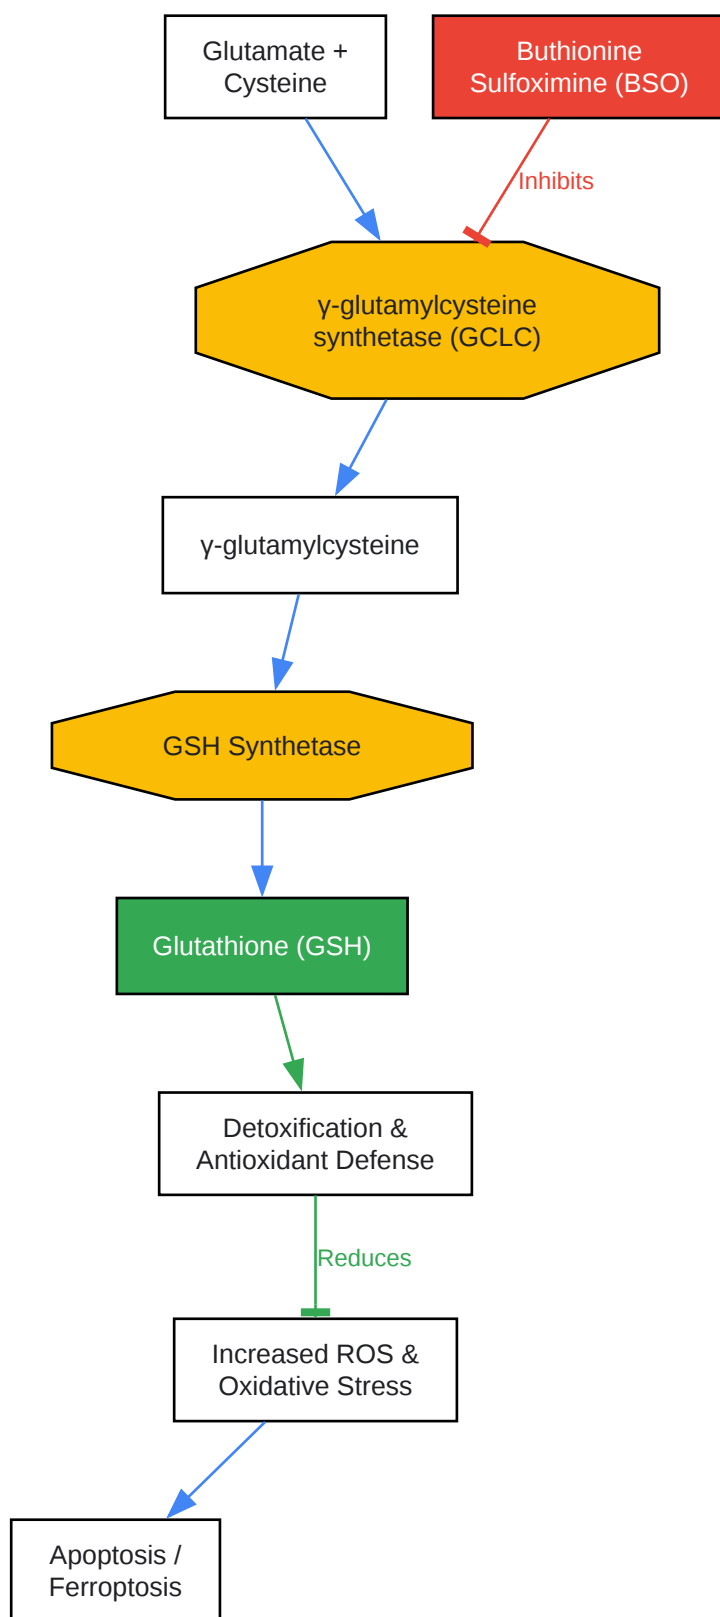 Glutamate +
Cysteine
Buthionine
Sulfoximine (BSO)
Inhibits
γ-glutamylcysteine
synthetase (GCLC)
γ-glutamylcysteine
GSH Synthetase
Glutathione (GSH)
Detoxification &
Antioxidant Defense
Reduces
Increased ROS &
Oxidative Stress
Apoptosis /
Ferroptosis